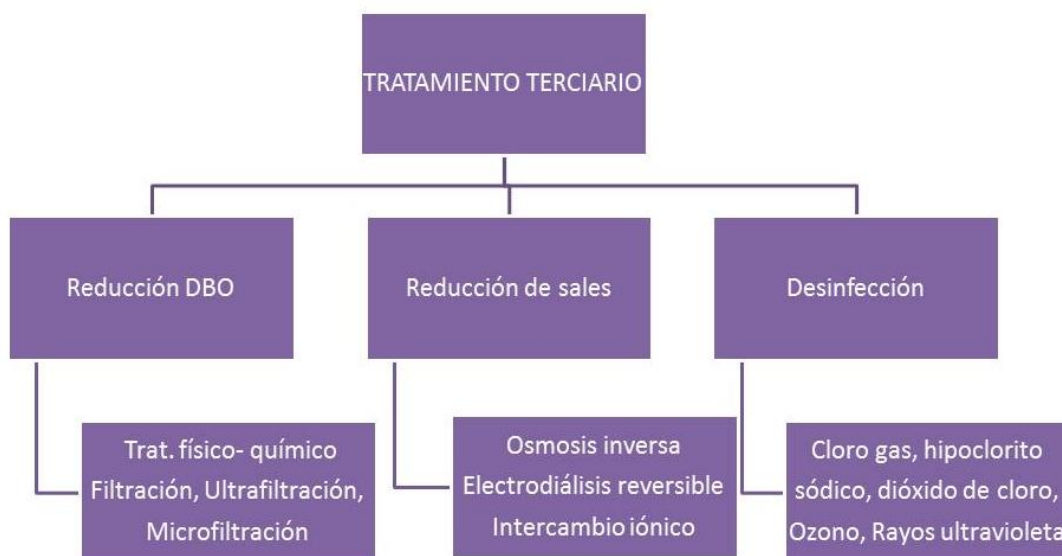 TRATAMIENTO TERCIARIO
Reducción DBO
Reducción de sales
Desinfección
Trat. físico- químico
Filtración, Ultrafiltración,
Microfiltración
Osmosis inversa
Electrodiálisis reversible
Intercambio iónico
Cloro gas, hipoclorito
sódico, dióxido de cloro,
Ozono, Rayos ultravioleta